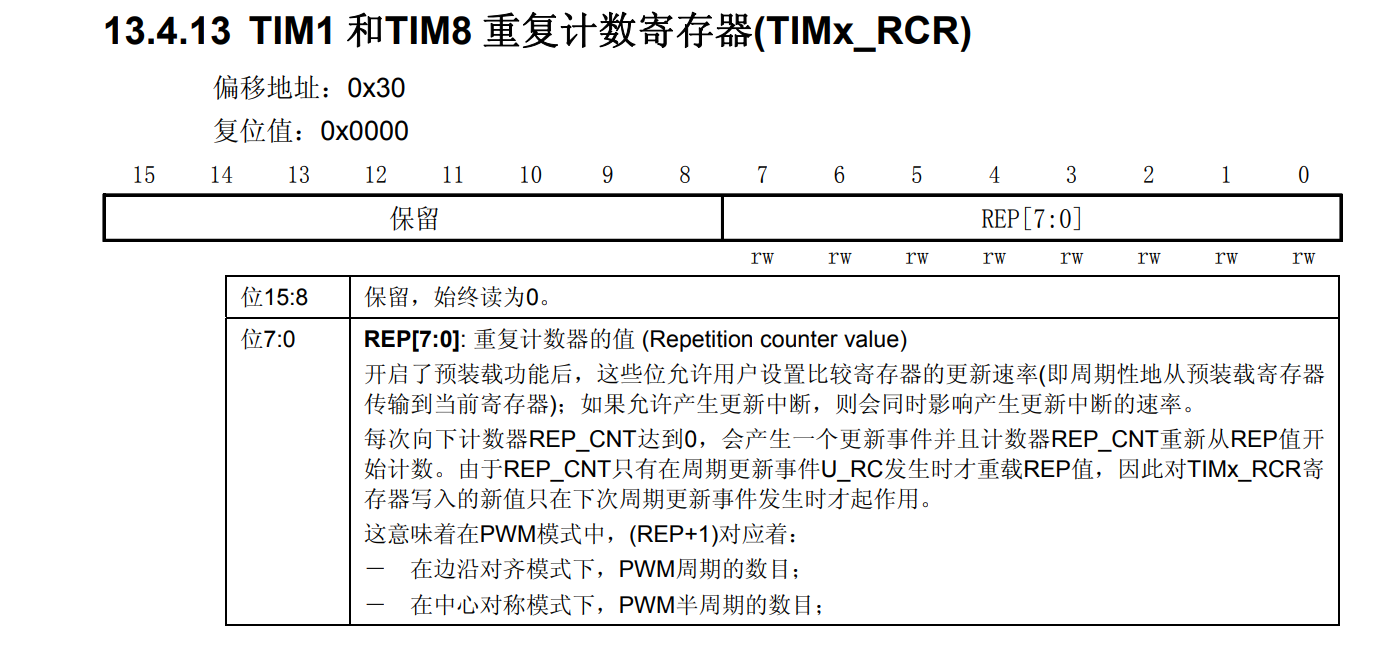 13.4.13 TIM1 和TIM8 重复计数寄存器(TIMx_RCR)
偏移地址：0x30
复位值：0x0000
15 14 13 12 11 10 9 8 7 6 5 4 3 2 1 0
保留 REP[7:0]
rw rw rw rw rw rw rw rw
位15:8 保留，始终读为0。
位7:0 REP[7:0]: 重复计数器的值 (Repetition counter value)
开启了预装载功能后，这些位允许用户设置比较寄存器的更新速率(即周期性地从预装载寄存器
传输到当前寄存器)；如果允许产生更新中断，则会同时影响产生更新中断的速率。
每次向下计数器REP_CNT达到0，会产生一个更新事件并且计数器REP_CNT重新从REP值开
始计数。由于REP_CNT只有在周期更新事件U_RC发生时才重载REP值，因此对TIMx_RCR寄
存器写入的新值只在下次周期更新事件发生时才起作用。
这意味着在PWM模式中，(REP+1)对应着：
－ 在边沿对齐模式下，PWM周期的数目；
－ 在中心对称模式下，PWM半周期的数目；